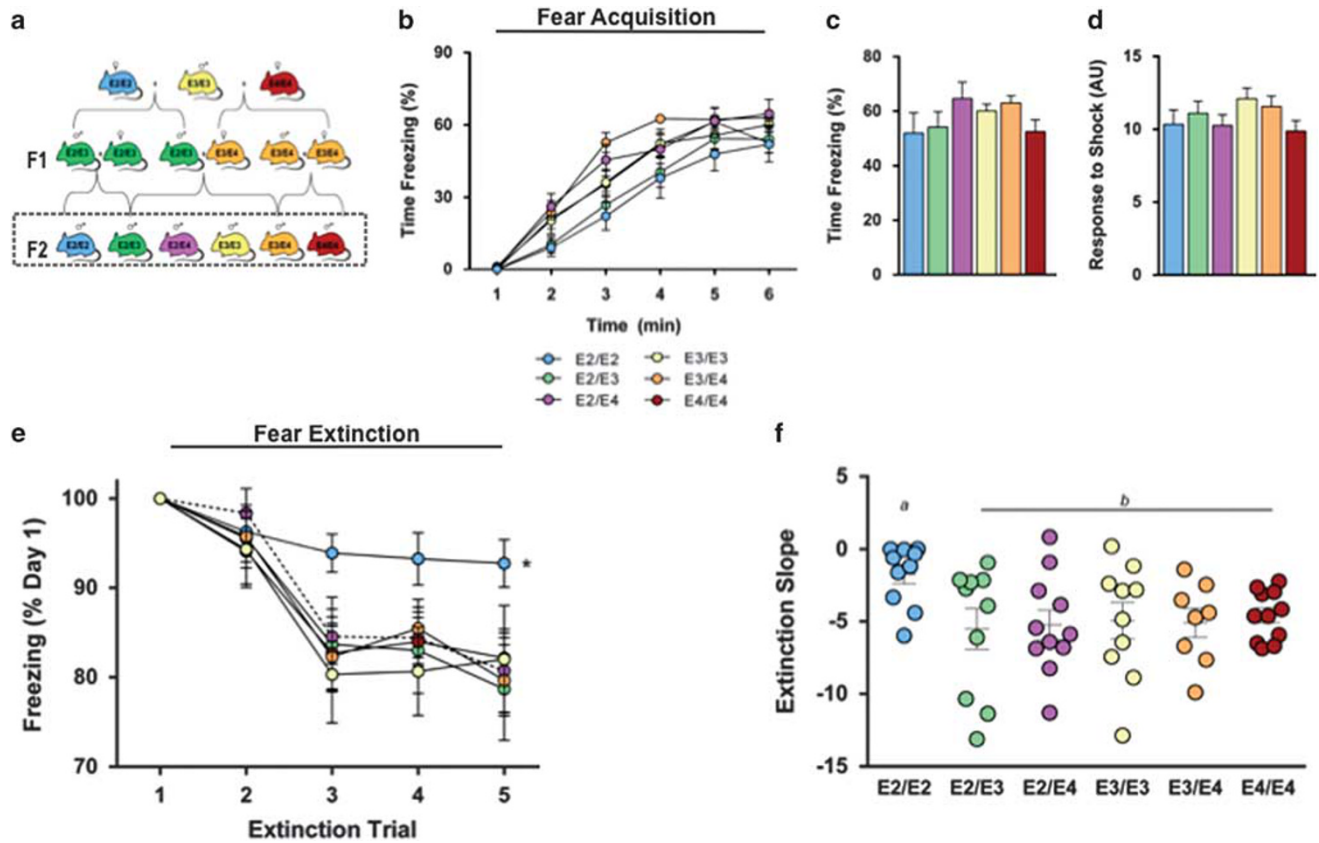 a
E2/E2
E3/E3
E4/E4
F1
E2/E3
E2/E3
E2/E3
E3/E4
E3/E4
E3/E4
F2
E2/E2
E2/E3
E2/E4
E3/E3
E3/E4
E4/E4
b
Fear Acquisition
Time Freezing (%)
90
60
30
0
1 2 3 4 5 6
Time (min)
E2/E2 E3/E3
E2/E3 E3/E4
E2/E4 E4/E4
c
Time Freezing (%)
80
60
40
20
0
d
Response to Shock (AU)
15
10
5
0
e
Fear Extinction
Freezing (% Day 1)
100
90
80
70
*
1 2 3 4 5
Extinction Trial
f
Extinction Slope
5
0
-5
-10
-15
a
b
E2/E2 E2/E3 E2/E4 E3/E3 E3/E4 E4/E4